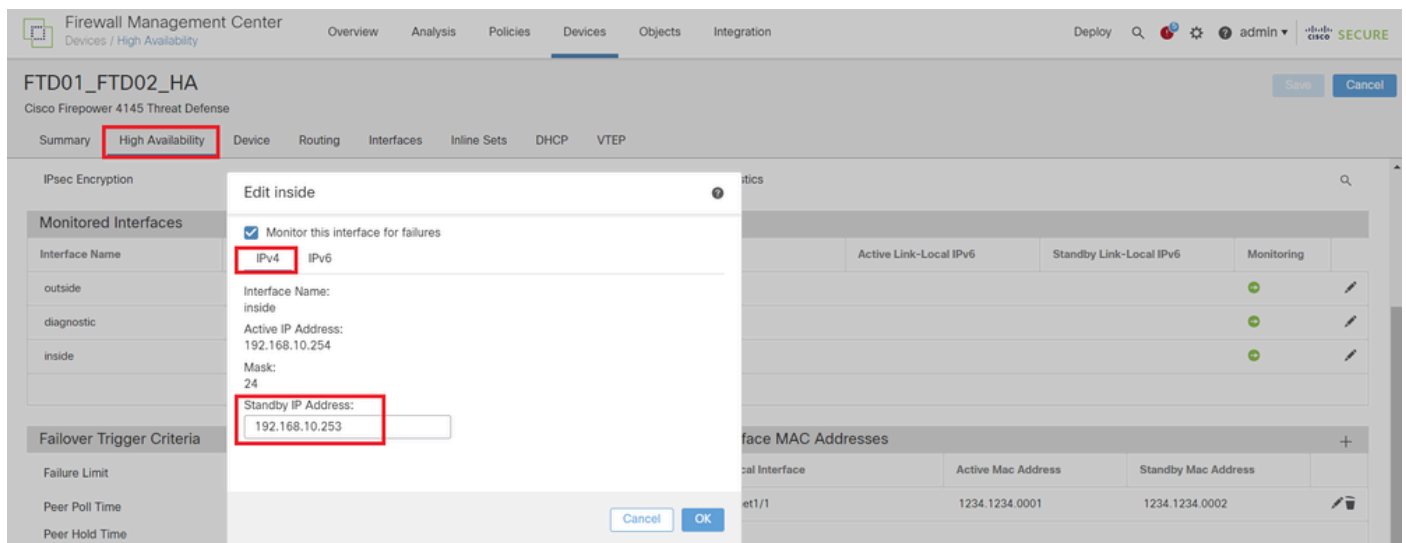 Firewall Management Center
Devices / High Availability
Overview Analysis Policies Devices Objects Integration
Deploy admin
cisco SECURE
FTD01_FTD02_HA
Save Cancel
Cisco Firepower 4145 Threat Defense
Summary High Availability Device Routing Interfaces Inline Sets DHCP VTEP
IPsec Encryption
stics
Edit inside
Monitored Interfaces
Monitor this interface for failures
Interface Name
IPv4 IPv6
Active Link-Local IPv6 Standby Link-Local IPv6 Monitoring
outside
Interface Name:
inside
diagnostic
Active IP Address:
192.168.10.254
inside
Mask:
24
Standby IP Address:
192.168.10.253
Failover Trigger Criteria
face MAC Addresses
Failure Limit
cal Interface Active Mac Address Standby Mac Address
Peer Poll Time
et1/1 1234.1234.0001 1234.1234.0002
Cancel OK
Peer Hold Time